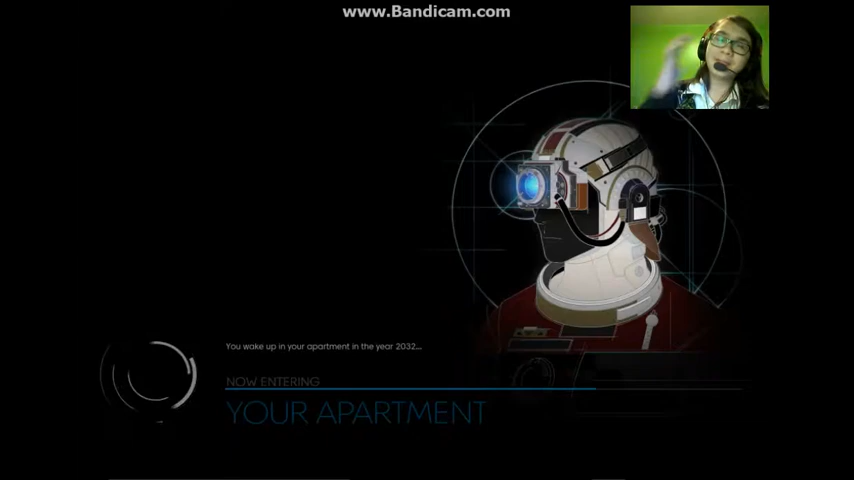 www.Bandicam.com
You wake up in your apartment in the year 2032....
NOW ENTERING
YOUR APARTMENT